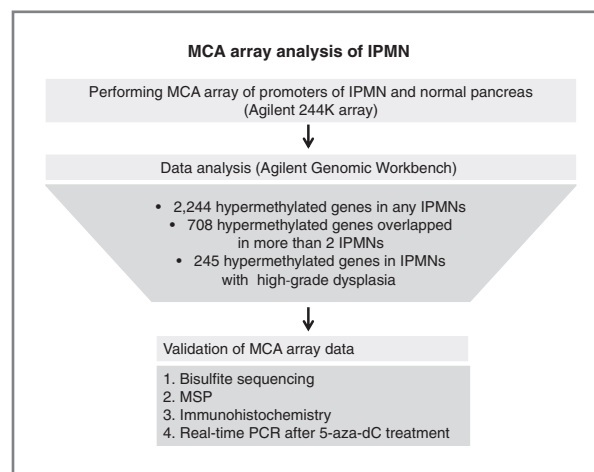 MCA array analysis of IPMN
Performing MCA array of promoters of IPMN and normal pancreas
(Agilent 244K array)
Data analysis (Agilent Genomic Workbench)
• 2,244 hypermethylated genes in any IPMNs
• 708 hypermethylated genes overlapped
in more than 2 IPMNs
• 245 hypermethylated genes in IPMNs
with high-grade dysplasia
Validation of MCA array data
1. Bisulfite sequencing
2. MSP
3. Immunohistochemistry
4. Real-time PCR after 5-aza-dC treatment